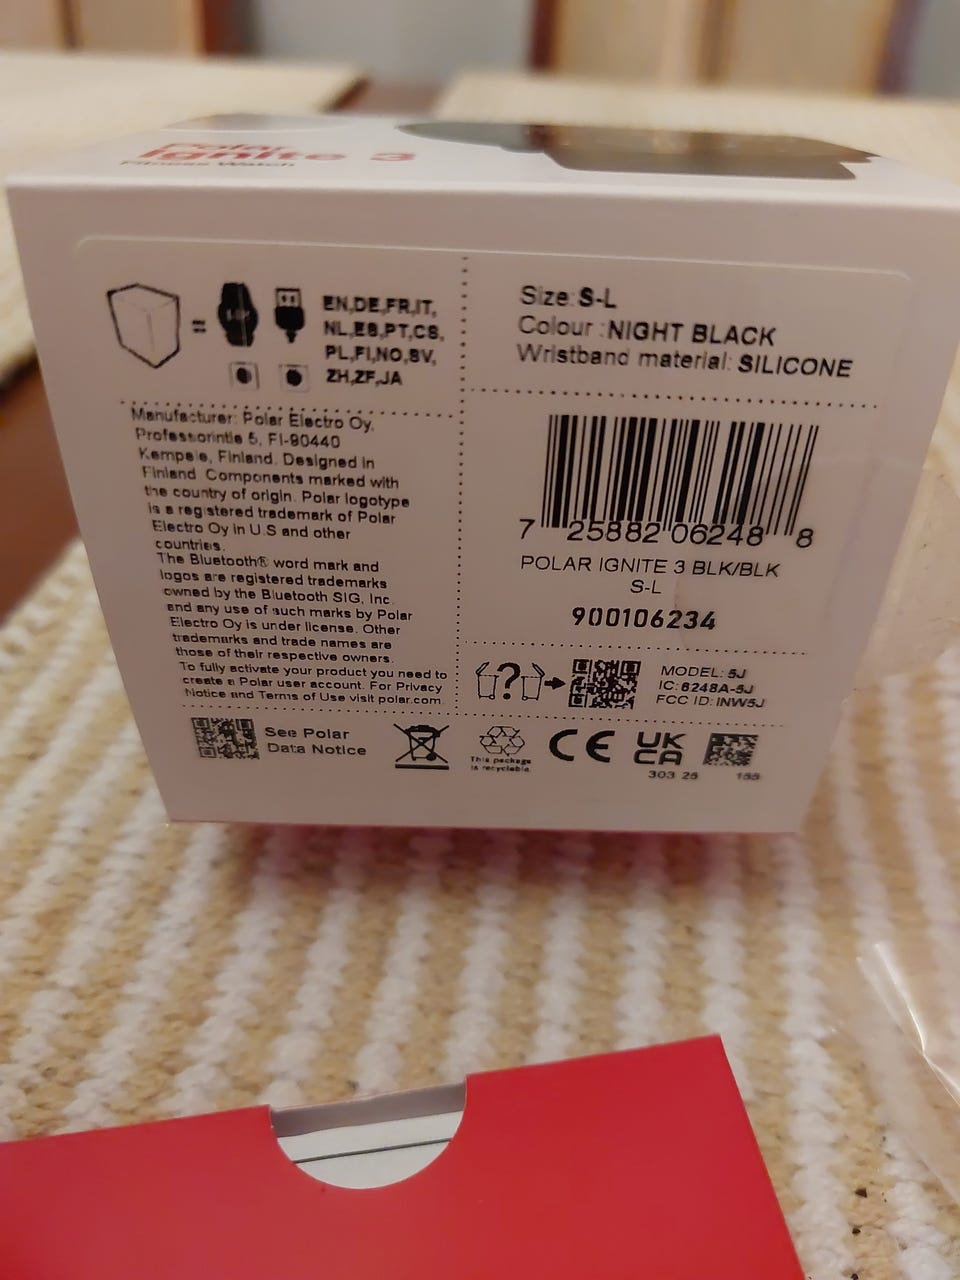 Polar
Ignite 3
Fitness Watch
EN,DE,FR,IT,
NL,ES,PT,CS,
PL,FI,NO,SV,
ZH,ZF,JA
Size: S-L
Colour :NIGHT BLACK
Wristband material: SILICONE
Manufacturer: Polar Electro Oy,
Professorintie 5, FI-90440
Kempele, Finland. Designed in
Finland. Components marked with
the country of origin. Polar logotype
is a registered trademark of Polar
Electro Oy in U.S and other
countries.
The Bluetooth® word mark and
logos are registered trademarks
owned by the Bluetooth SIG, Inc.
and any use of such marks by Polar
Electro Oy is under license. Other
trademarks and trade names are
those of their respective owners.
To fully activate your product you need to
create a Polar user account. For Privacy
Notice and Terms of Use visit polar.com.
7 25882 06248 8
POLAR IGNITE 3 BLK/BLK
S-L
900106234
?
MODEL: 5J
IC: 6248A-5J
FCC ID: INW5J
See Polar
Data Notice
This package
is recyclable.
CE
UK
CA
303 25
155